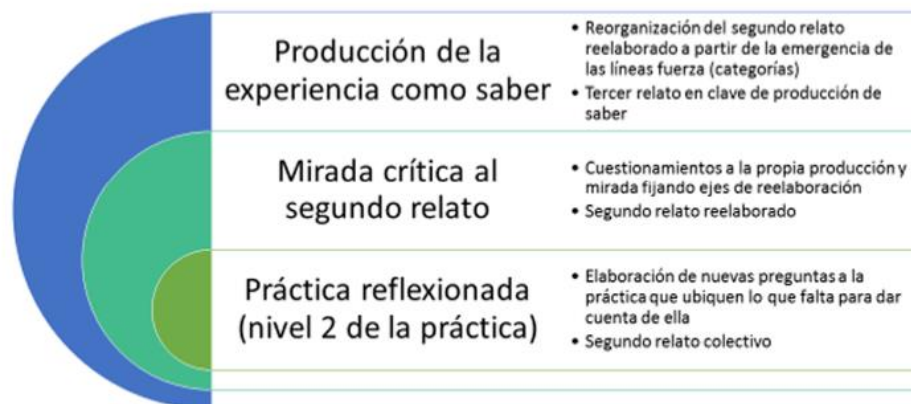 Producción de la
experiencia como saber
• Reorganización del segundo relato
reelaborado a partir de la emergencia de
las líneas fuerza (categorías)
• Tercer relato en clave de producción de
saber
Mirada crítica al
segundo relato
• Cuestionamientos a la propia producción y
mirada fijando ejes de reelaboración
• Segundo relato reelaborado
Práctica reflexionada
(nivel 2 de la práctica)
• Elaboración de nuevas preguntas a la
práctica que ubiquen lo que falta para dar
cuenta de ella
• Segundo relato colectivo